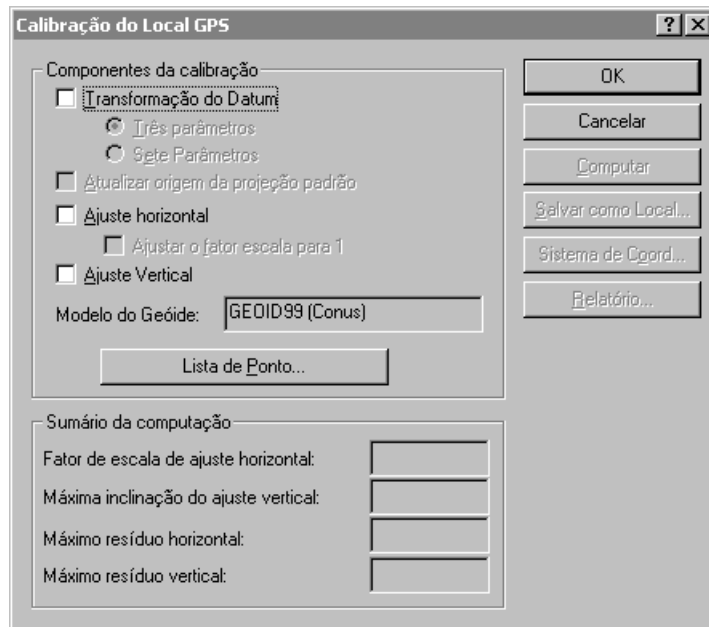 Calibração do Local GPS
Componentes da calibração
Transformação do Datum
Três parâmetros
Sete Parâmetros
Atualizar origem da projeção padrão
Ajuste horizontal
Ajustar o fator escala para 1
Ajuste Vertical
Modelo do Geóide: GEOID99 (Conus)
Lista de Ponto...
OK
Cancelar
Computar
Salvar como Local...
Sistema de Coord...
Relatório...
Sumário da computação
Fator de escala de ajuste horizontal:
Máxima inclinação do ajuste vertical:
Máximo resíduo horizontal:
Máximo resíduo vertical: